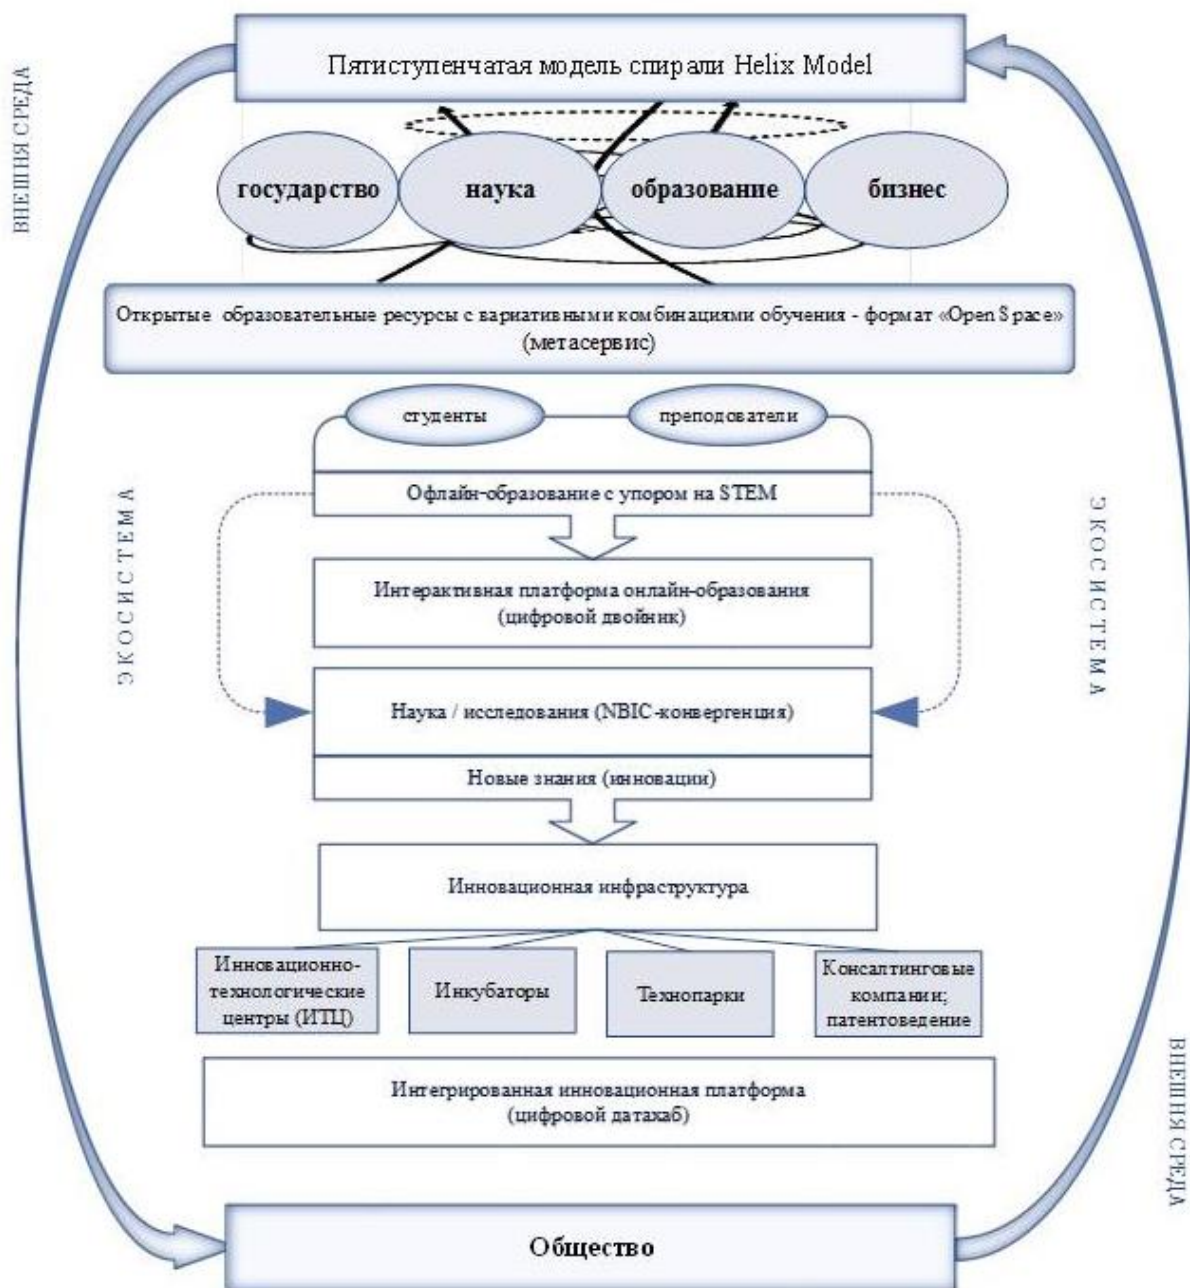 Пятиступенчатая модель спирали Helix Model
ВНЕШНЯ СРЕДА
государство
наука
образование
бизнес
Открытые образовательные ресурсы с вариативными комбинациями обучения - формат «Open Space»
(метасервис)
студенты
преподователи
Офлайн-образование с упором на STEM
ЭКОСИСТЕМА
ЭКОСИСТЕМА
Интерактивная платформа онлайн-образования
(цифровой двойник)
Наука / исследования (NBIC-конвергенция)
Новые знания (инновации)
Инновационная инфраструктура
Инновационно-
технологические
центры (ИТЦ)
Инкубаторы
Технопарки
Консалтинговые
компании;
патентоведение
Интегрированная инновационная платформа
(цифровой датахаб)
ВНЕШНЯ СРЕДА
Общество